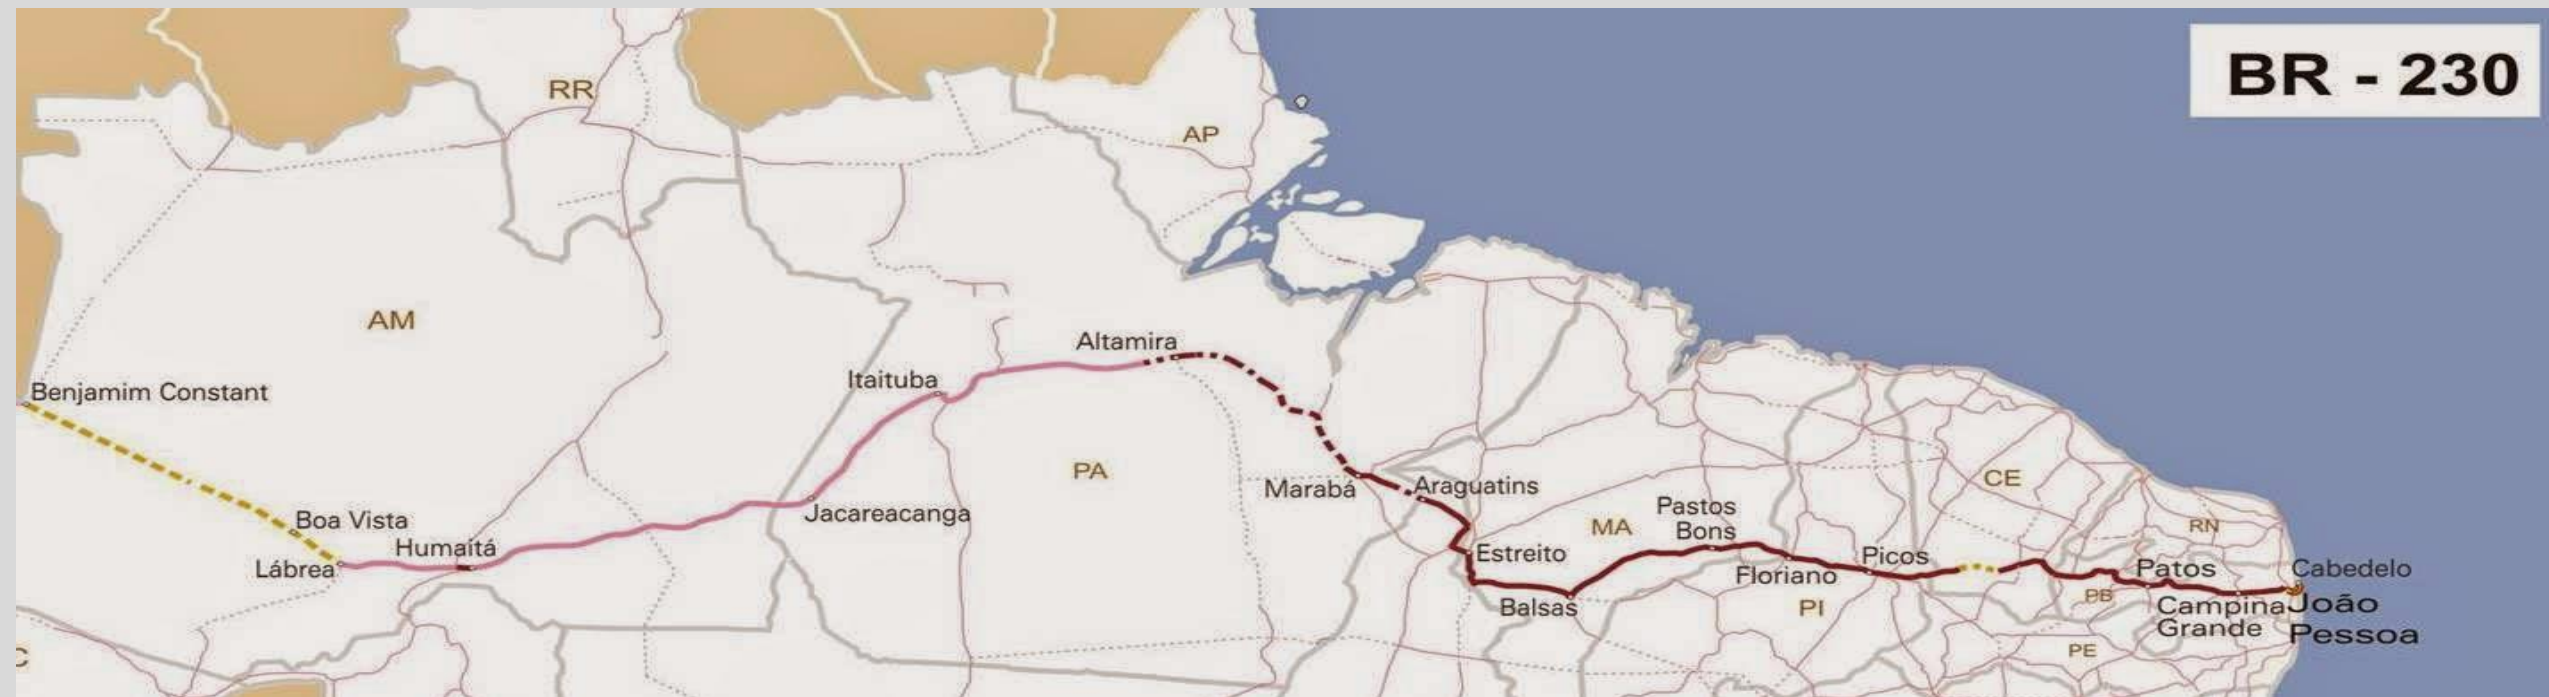 BR - 230
RR
AP
AM
Altamira
Itaituba
Benjamim Constant
PA
CE
Marabá
Araguatins
Pastos
Bons
Jacareacanga
Boa Vista
MA
RN
Humaitá
Estreito
Picos
Lábrea
Floriano
Patos
Cabedelo
Balsas
PI
PB
Campina
Grande
João
Pessoa
PE
C